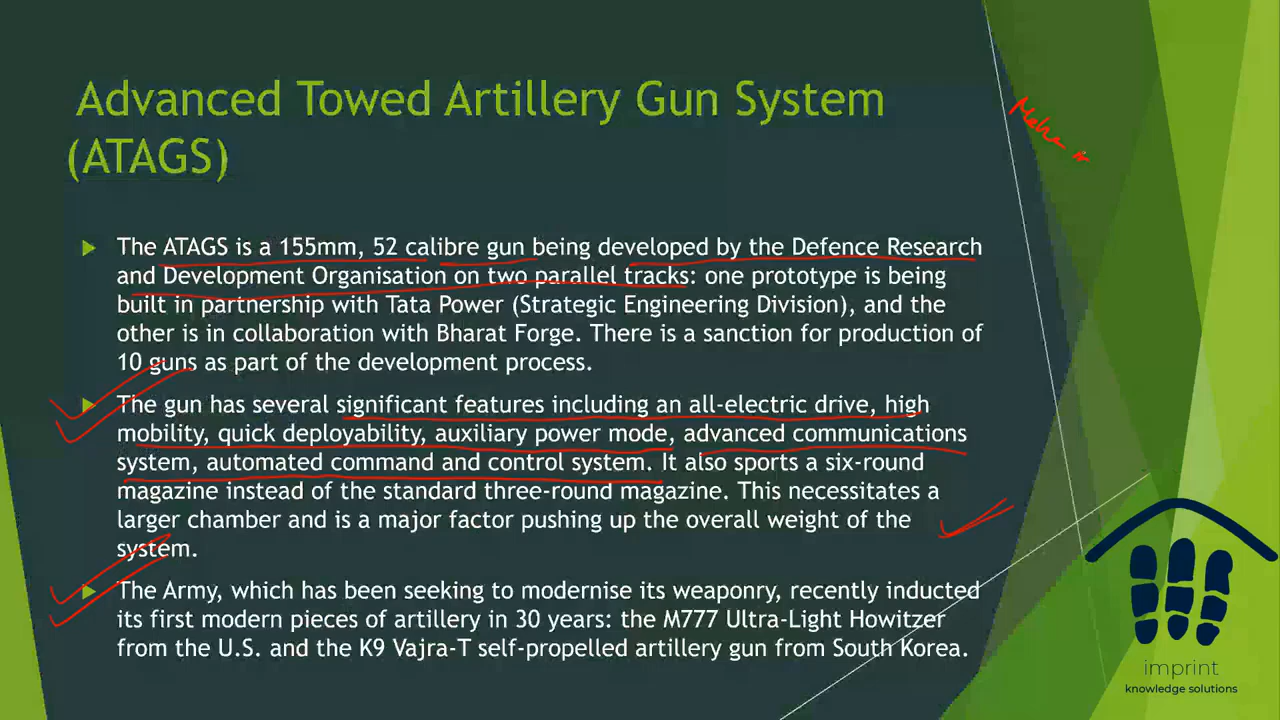 Advanced Towed Artillery Gun System
(ATAGS)
The ATAGS is a 155mm, 52 calibre gun being developed by the Defence Research
and Development Organisation on two parallel tracks: one prototype is being
built in partnership with Tata Power (Strategic Engineering Division), and the
other is in collaboration with Bharat Forge. There is a sanction for production of
10 guns as part of the development process.
The gun has several significant features including an all-electric drive, high
mobility, quick deployability, auxiliary power mode, advanced communications
system, automated command and control system. It also sports a six-round
magazine instead of the standard three-round magazine. This necessitates a
larger chamber and is a major factor pushing up the overall weight of the
system.
The Army, which has been seeking to modernise its weaponry, recently inducted
its first modern pieces of artillery in 30 years: the M777 Ultra-Light Howitzer
from the U.S. and the K9 Vajra-T self-propelled artillery gun from South Korea.
imprint
knowledge solutions